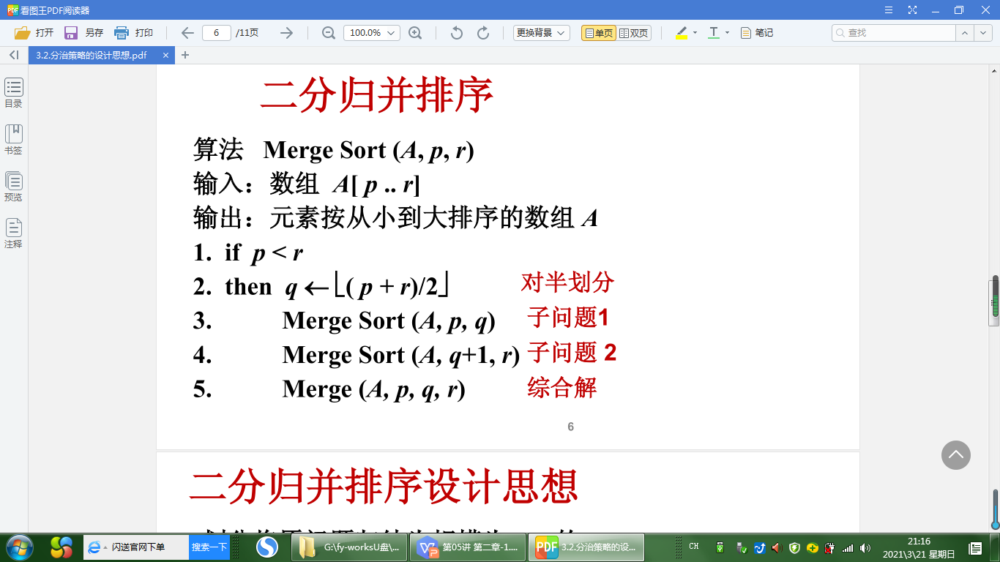 看图王PDF阅读器
打开 另存 打印 6 /11页 100.0% 更换背景 单页 双页 T 笔记 查找
3.2.分治策略的设计思想.pdf
目录
书签
预览
注释
二分归并排序
算法 Merge Sort (A, p, r)
输入：数组 A[ p .. r]
输出：元素按从小到大排序的数组 A
1. if p < r
2. then q ←⌊( p + r)/2⌋ 对半划分
3. Merge Sort (A, p, q) 子问题1
4. Merge Sort (A, q+1, r) 子问题 2
5. Merge (A, p, q, r) 综合解
6
二分归并排序设计思想
闪送官网下单 搜索一下 G:\fy-worksU盘\... 第05讲 第二章-1.... PDF 3.2.分治策略的设... CH 21:16
2021\3\21 星期日